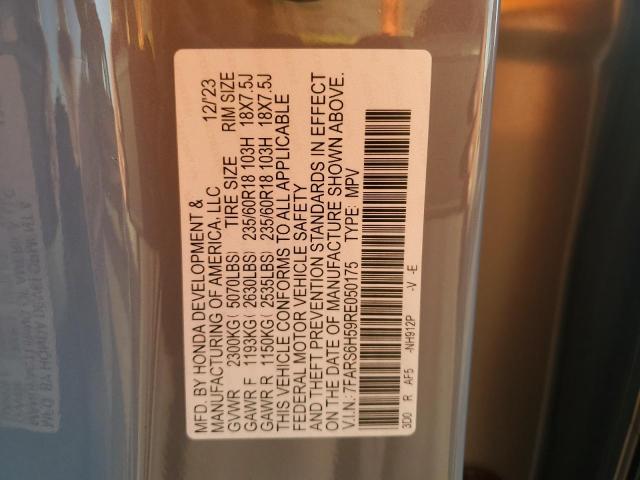 MFD. BY HONDA DEVELOPMENT &
MANUFACTURING OF AMERICA, LLC 12/'23
GVWR 2300KG( 5070LBS) TIRE SIZE RIM SIZE
GAWR F 1193KG( 2630LBS) 235/60R18 103H 18X7.5J
GAWR R 1150KG( 2535LBS) 235/60R18 103H 18X7.5J
THIS VEHICLE CONFORMS TO ALL APPLICABLE
FEDERAL MOTOR VEHICLE SAFETY
AND THEFT PREVENTION STANDARDS IN EFFECT
ON THE DATE OF MANUFACTURE SHOWN ABOVE.
V.I.N: 7FARS6H59RE050175 TYPE: MPV
3D0 R AF5 -NH912P -V -E